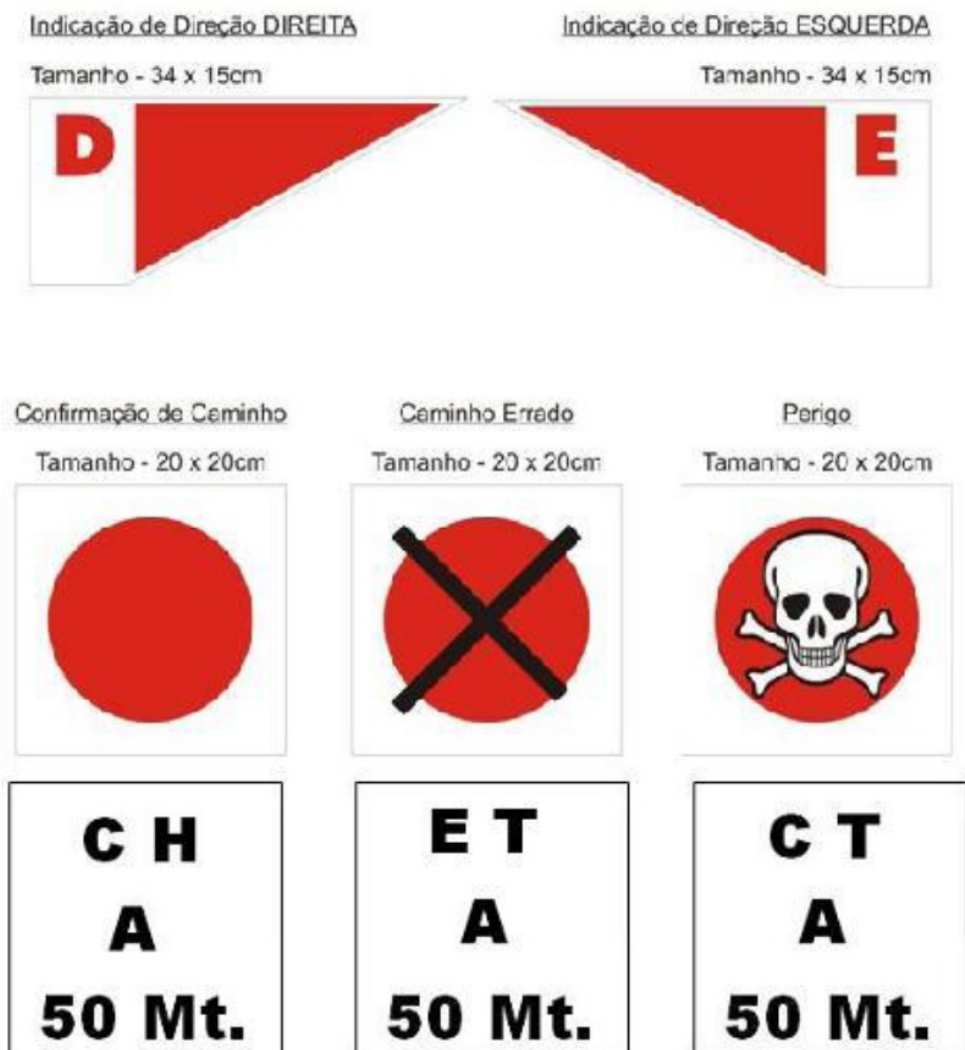 Indicação de Direção DIREITA
Indicação de Direção ESQUERDA
Tamanho - 34 x 15cm
Tamanho - 34 x 15cm
D
E
Confirmação de Caminho
Caminho Errado
Perigo
Tamanho - 20 x 20cm
Tamanho - 20 x 20cm
Tamanho - 20 x 20cm
C H
A
50 Mt.
E T
A
50 Mt.
C T
A
50 Mt.